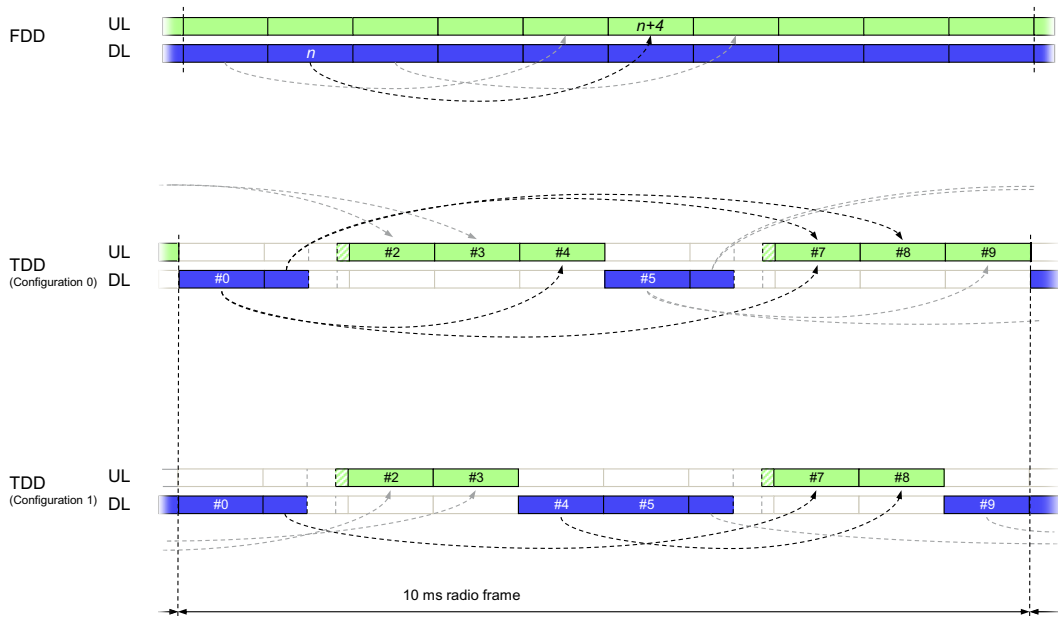 FDD
UL
n+4
DL
n
TDD
(Configuration 0)
UL
#2 #3 #4 #7 #8 #9
DL
#0 #5
TDD
(Configuration 1)
UL
#2 #3 #7 #8
DL
#0 #4 #5 #9
10 ms radio frame